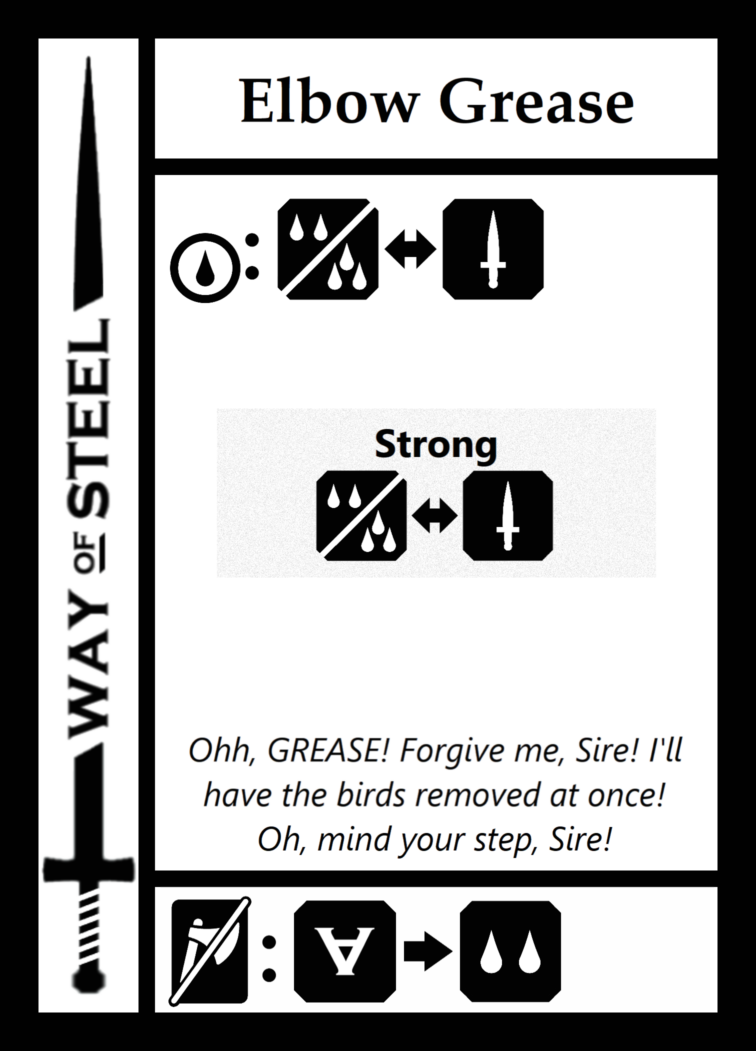 Elbow Grease
WAY OF STEEL
:
Strong
Ohh, GREASE! Forgive me, Sire! I'll
have the birds removed at once!
Oh, mind your step, Sire!
: ∀